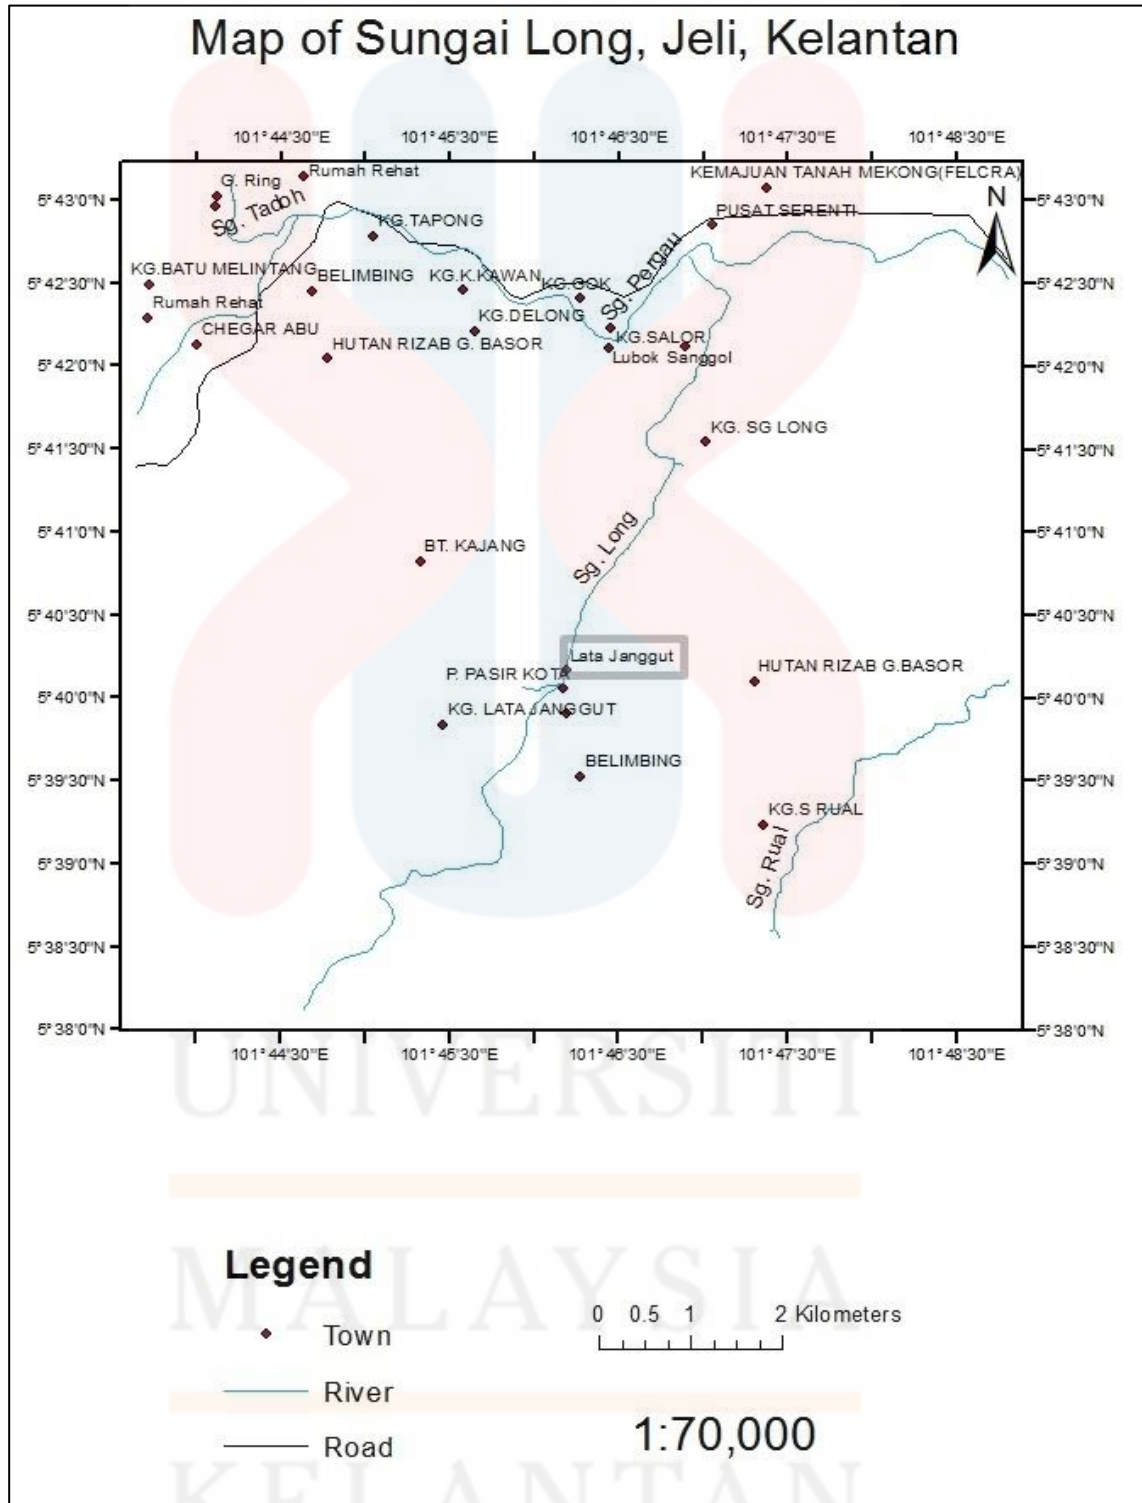 Map of Sungai Long, Jeli, Kelantan
101°44'30"E 101°45'30"E 101°46'30"E 101°47'30"E 101°48'30"E
5°43'0"N 5°43'0"N
5°42'30"N 5°42'30"N
5°42'0"N 5°42'0"N
5°41'30"N 5°41'30"N
5°41'0"N 5°41'0"N
5°40'30"N 5°40'30"N
5°40'0"N 5°40'0"N
5°39'30"N 5°39'30"N
5°39'0"N 5°39'0"N
5°38'30"N 5°38'30"N
5°38'0"N 5°38'0"N
Rumah Rehat
G. Ring
KEMAJUAN TANAH MEKONG(FELCRA)
N
Sg. Tadoh
PUSAT SERENTI
KG.TAPONG
Sg. Pergau
KG.BATU MELINTANG
BELIMBING
KG.K.KAWAN
KG.GOK
Rumah Rehat
KG.DELONG
CHEGAR ABU
HUTAN RIZAB G. BASOR
KG.SALOR
Lubok Sanggol
KG. SG LONG
BT. KAJANG
Sg. Long
Lata Janggut
P. PASIR KOTA
HUTAN RIZAB G.BASOR
KG. LATA JANGGUT
BELIMBING
KG.S RUAL
Sg. Rual
101°44'30"E 101°45'30"E 101°46'30"E 101°47'30"E 101°48'30"E
UNIVERSITI
MALAYSIA
KELANTAN
Legend
Town
River
Road
0 0.5 1 2 Kilometers
1:70,000